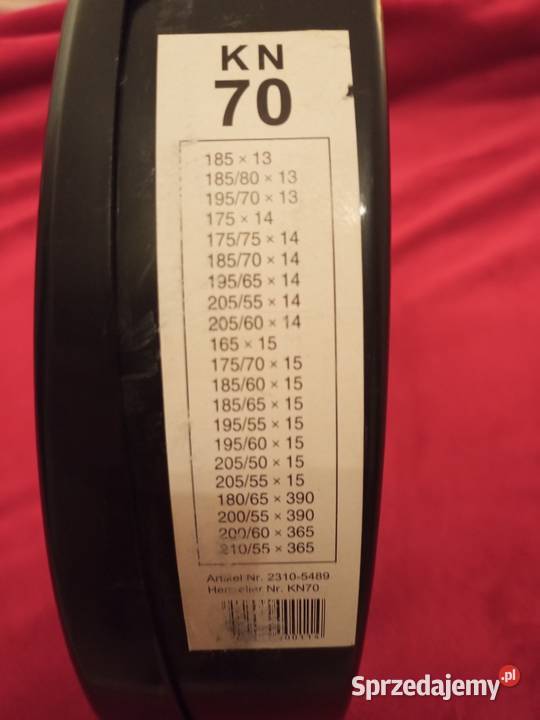 KN
70
185 × 13
185/80 × 13
195/70 × 13
175 × 14
175/75 × 14
185/70 × 14
195/65 × 14
205/55 × 14
205/60 × 14
165 × 15
175/70 × 15
185/60 × 15
185/65 × 15
195/55 × 15
195/60 × 15
205/50 × 15
205/55 × 15
180/65 × 390
200/55 × 390
200/60 × 365
210/55 × 365
Artikel Nr. 2310-5489
Hersteller Nr. KN70
Sprzedajemy.pl